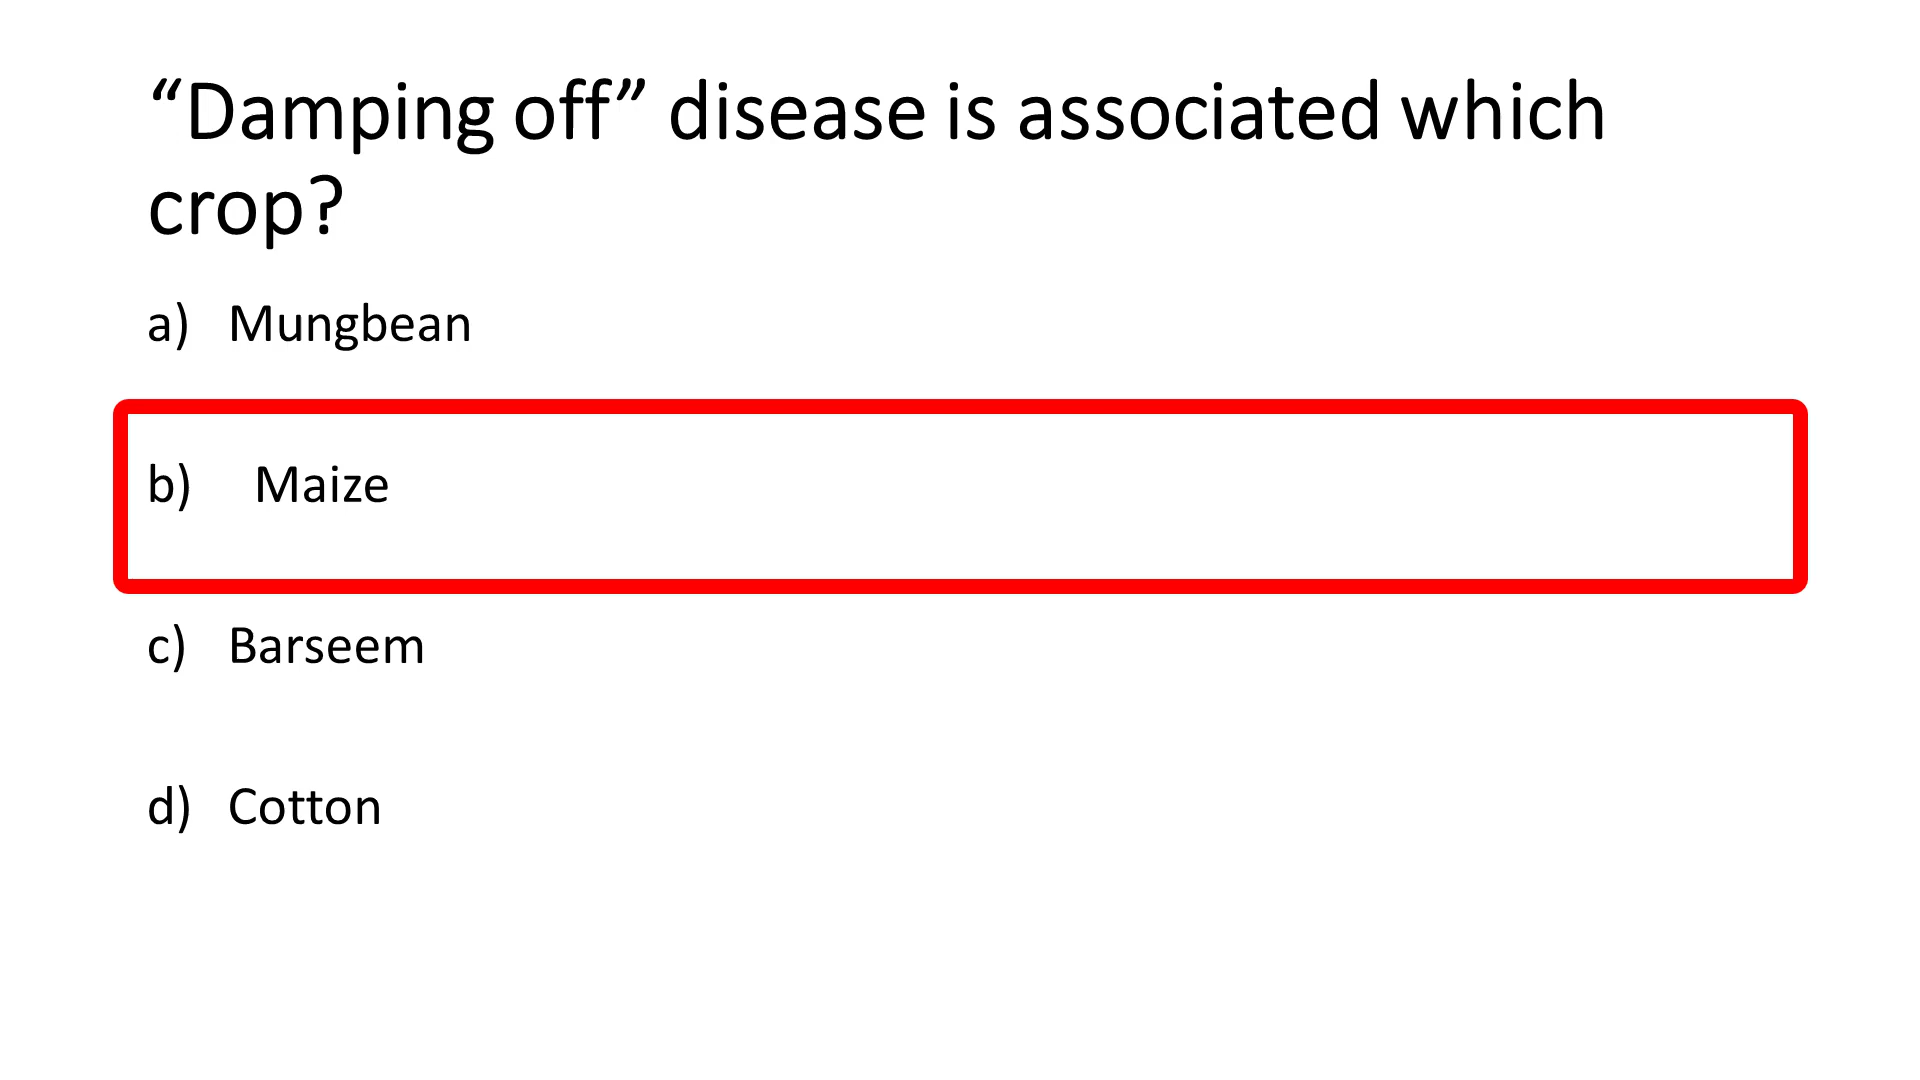 “Damping off” disease is associated which
crop?
a) Mungbean
b) Maize
c) Barseem
d) Cotton